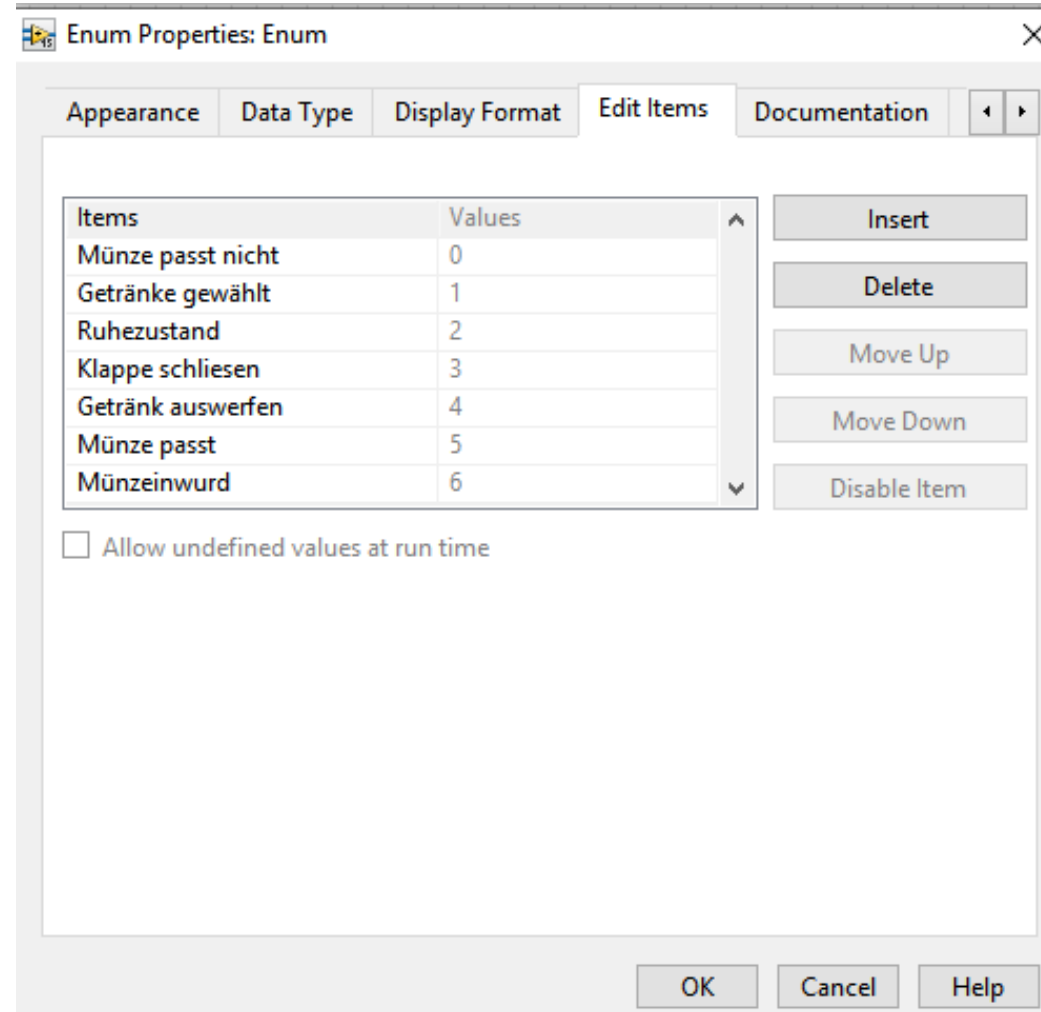 Enum Properties: Enum
Appearance Data Type Display Format Edit Items Documentation
Items Values
Münze passt nicht 0
Getränke gewählt 1
Ruhezustand 2
Klappe schliesen 3
Getränk auswerfen 4
Münze passt 5
Münzeinwurd 6
Insert
Delete
Move Up
Move Down
Disable Item
Allow undefined values at run time
OK Cancel Help